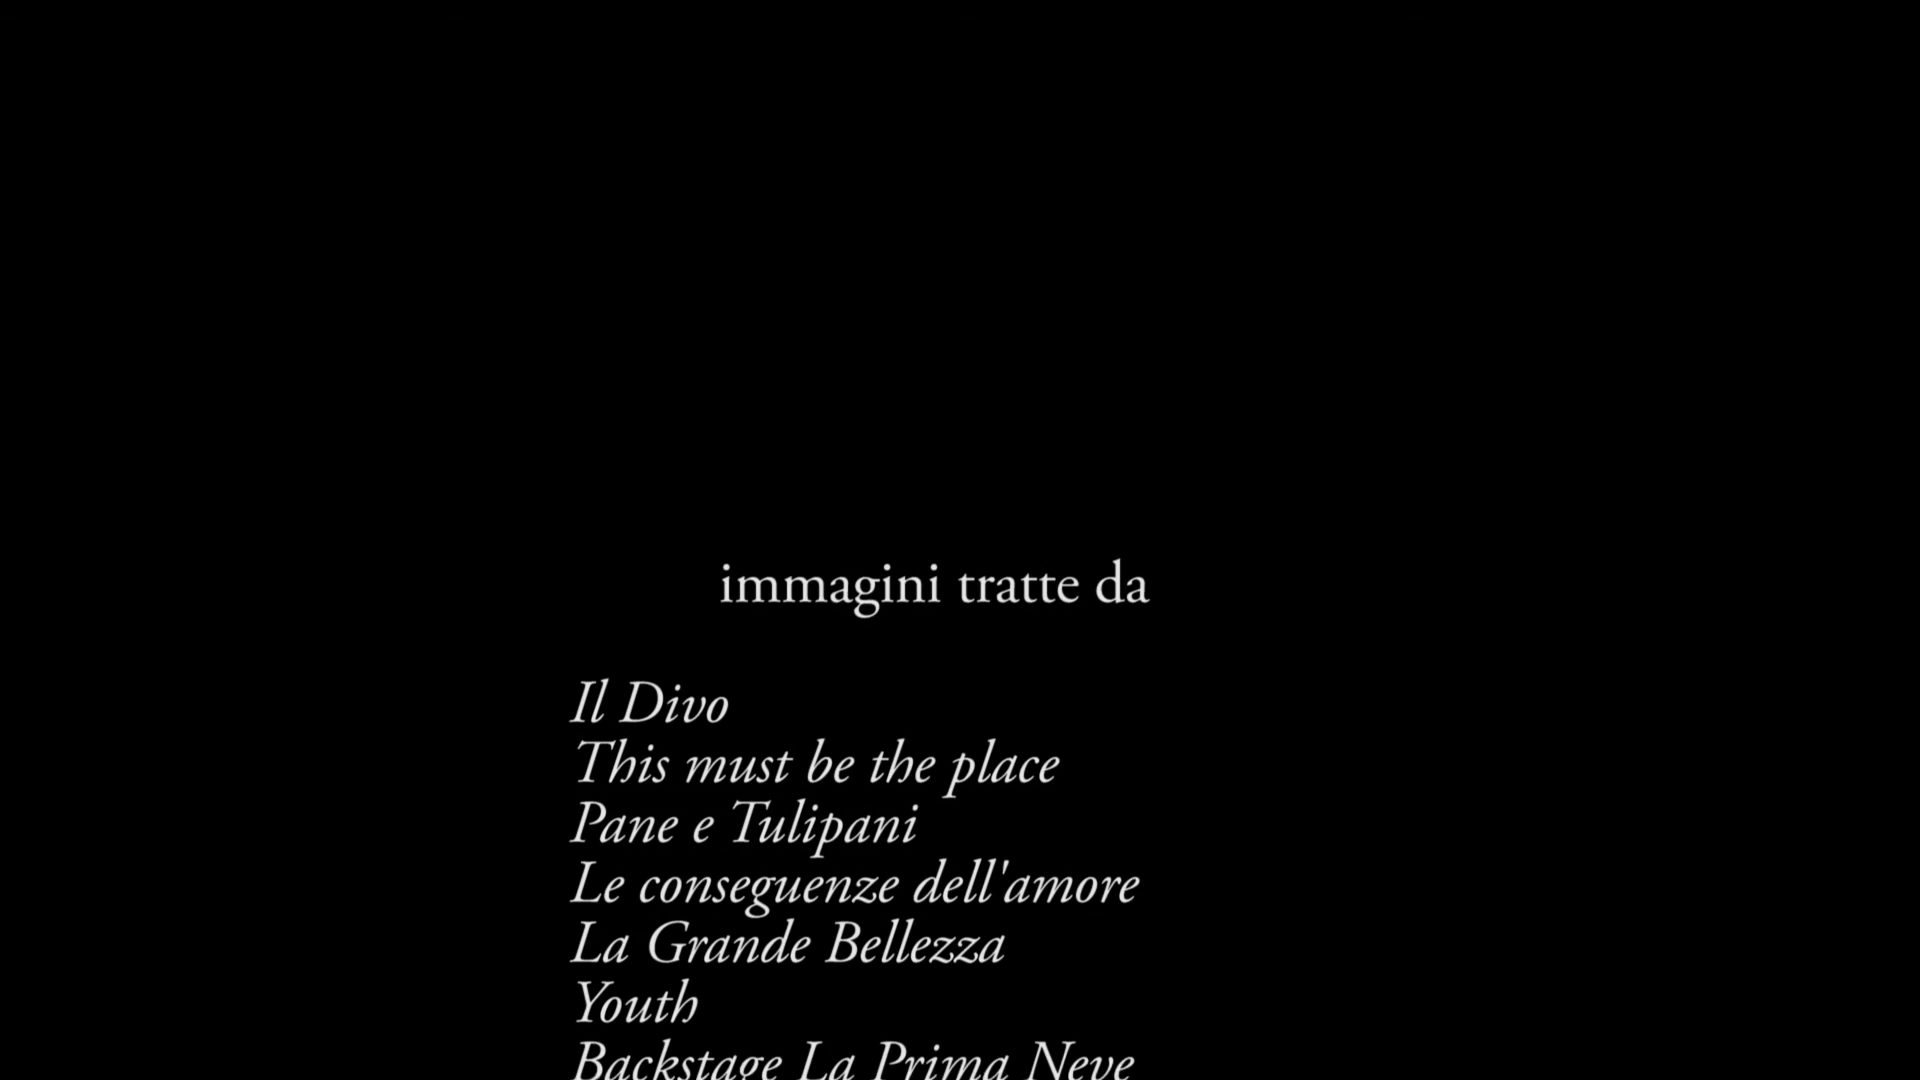 immagini tratte da
Il Divo
This must be the place
Pane e Tulipani
Le conseguenze dell'amore
La Grande Bellezza
Youth
Backstage La Prima Neve